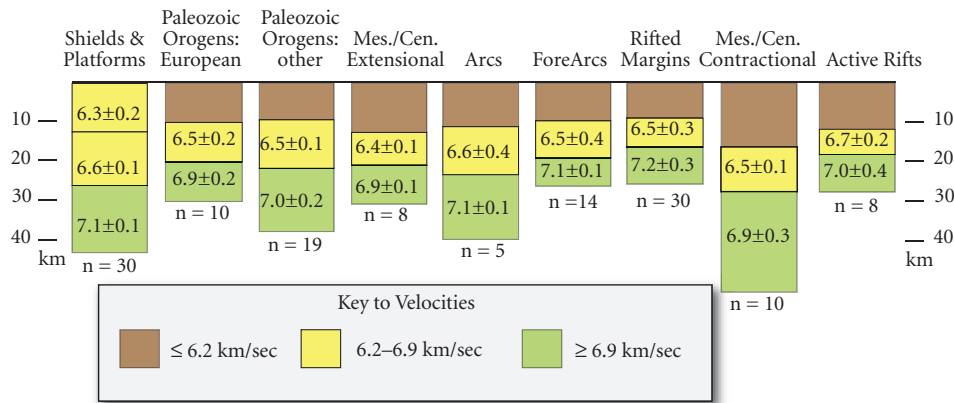 Shields &
Platforms
Paleozoic
Orogens:
European
Paleozoic
Orogens:
other
Mes./Cen.
Extensional
Arcs
ForeArcs
Rifted
Margins
Mes./Cen.
Contractional
Active Rifts
10
20
30
40
km
6.3±0.2
6.6±0.1
7.1±0.1
n = 30
6.5±0.2
6.9±0.2
n = 10
6.5±0.1
7.0±0.2
n = 19
6.4±0.1
6.9±0.1
n = 8
6.6±0.4
7.1±0.1
n = 5
6.5±0.4
7.1±0.1
n =14
6.5±0.3
7.2±0.3
n = 30
6.5±0.1
6.9±0.3
n = 10
6.7±0.2
7.0±0.4
n = 8
10
20
30
40
km
Key to Velocities
≤ 6.2 km/sec
6.2–6.9 km/sec
≥ 6.9 km/sec